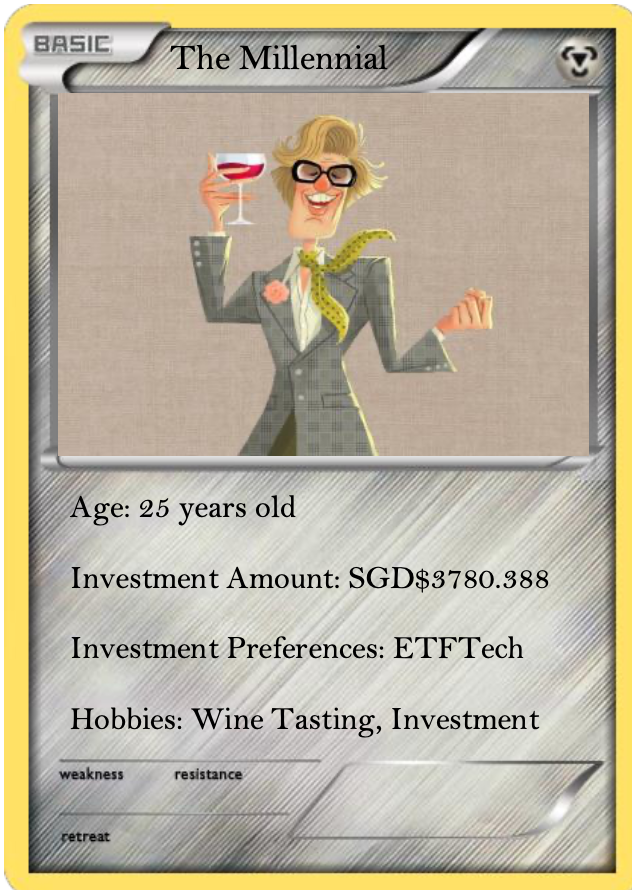 BASIC
The Millennial
Age: 25 years old
Investment Amount: SGD$3780.388
Investment Preferences: ETFTech
Hobbies: Wine Tasting, Investment
weakness resistance
retreat